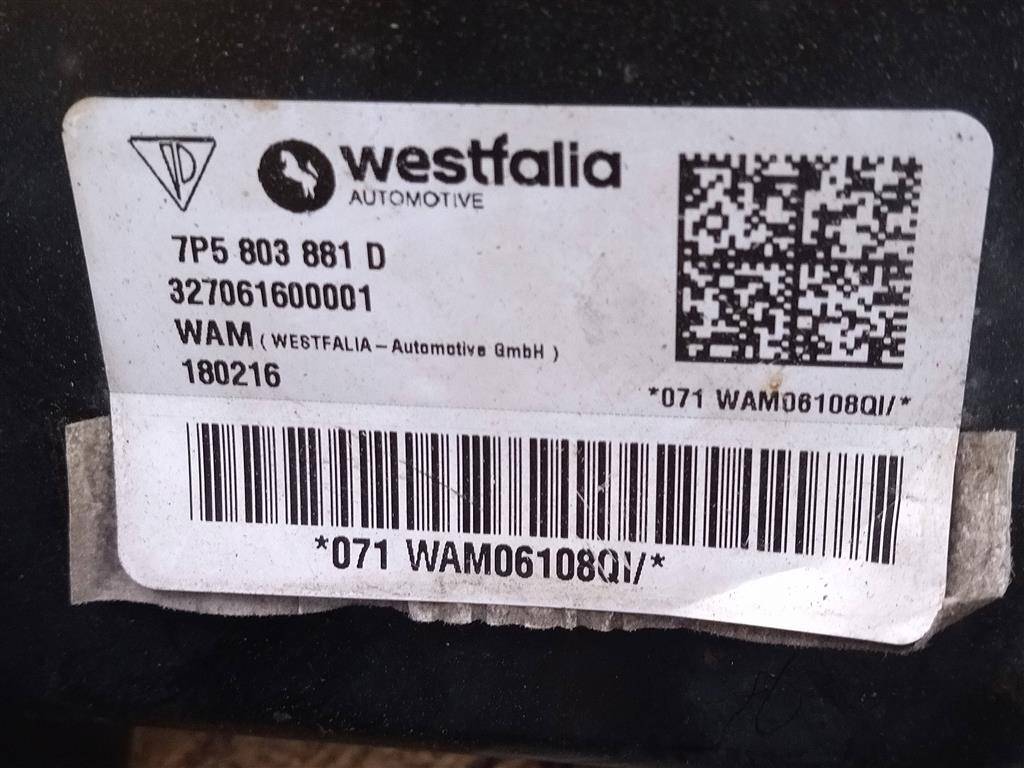 westfalia
AUTOMOTIVE
7P5 803 881 D
327061600001
WAM ( WESTFALIA – Automotive GmbH )
180216
*071 WAM06108QI/*
*071 WAM06108QI/*